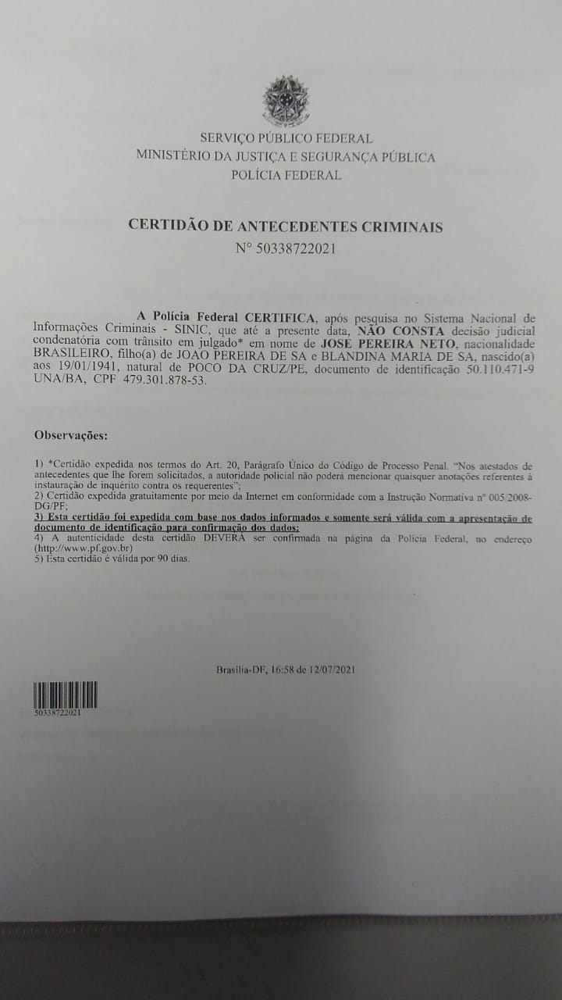 SERVIÇO PÚBLICO FEDERAL
MINISTÉRIO DA JUSTIÇA E SEGURANÇA PÚBLICA
POLÍCIA FEDERAL
CERTIDÃO DE ANTECEDENTES CRIMINAIS
N° 50338722021
A Polícia Federal CERTIFICA, após pesquisa no Sistema Nacional de
Informações Criminais - SINIC, que até a presente data, NÃO CONSTA decisão judicial
condenatória com trânsito em julgado* em nome de JOSE PEREIRA NETO, nacionalidade
BRASILEIRO, filho(a) de JOAO PEREIRA DE SA e BLANDINA MARIA DE SA, nascido(a)
aos 19/01/1941, natural de POCO DA CRUZ/PE, documento de identificação 50.110.471-9
UNA/BA, CPF 479.301.878-53.
Observações:
1) *Certidão expedida nos termos do Art. 20, Parágrafo Único do Código de Processo Penal. “Nos atestados de
antecedentes que lhe forem solicitados, a autoridade policial não poderá mencionar quaisquer anotações referentes à
instauração de inquérito contra os requerentes”;
2) Certidão expedida gratuitamente por meio da Internet em conformidade com a Instrução Normativa nº 005/2008-
DG/PF;
3) Esta certidão foi expedida com base nos dados informados e somente será válida com a apresentação de
documento de identificação para confirmação dos dados;
4) A autenticidade desta certidão DEVERÁ ser confirmada na página da Polícia Federal, no endereço
(http://www.pf.gov.br)
5) Esta certidão é válida por 90 dias.
Brasília-DF, 16:58 de 12/07/2021
50338722021